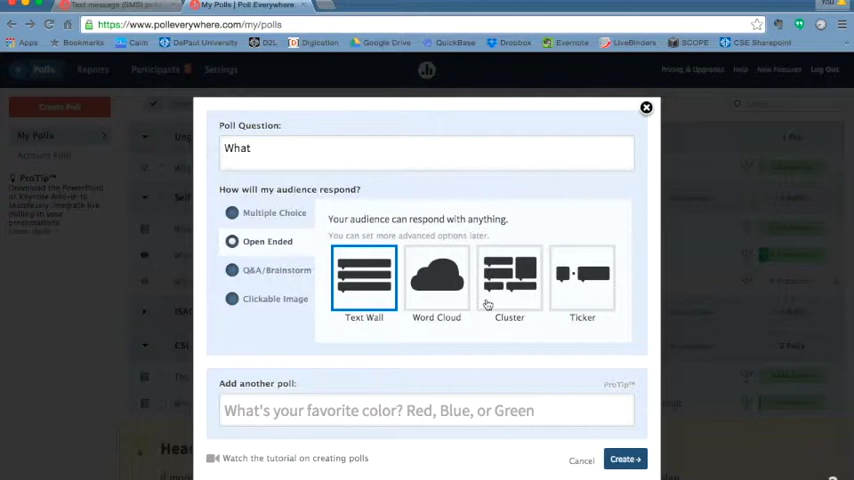 Text message (SMS) poll
My Polls | Poll Everywhere
You
https://www.polleverywhere.com/my/polls
Apps Bookmarks Calm DePaul University D2L Digication Google Drive QuickBase Dropbox Evernote LiveBinders SCOPE CSE Sharepoint
Polls Reports Participants Settings Pricing & Upgrades Help New Features Log Out
Create Poll
My Polls
Account Polls
ProTip™
Download the PowerPoint
or Keynote Add-in to
seamlessly integrate live
polling in your
presentations
Poll Question:
What
How will my audience respond?
Multiple Choice
Open Ended
Q&A/Brainstorm
Clickable Image
Your audience can respond with anything.
You can set more advanced options later.
Text Wall Word Cloud Cluster Ticker
Add another poll: ProTip™
What's your favorite color? Red, Blue, or Green
Watch the tutorial on creating polls
Cancel Create →